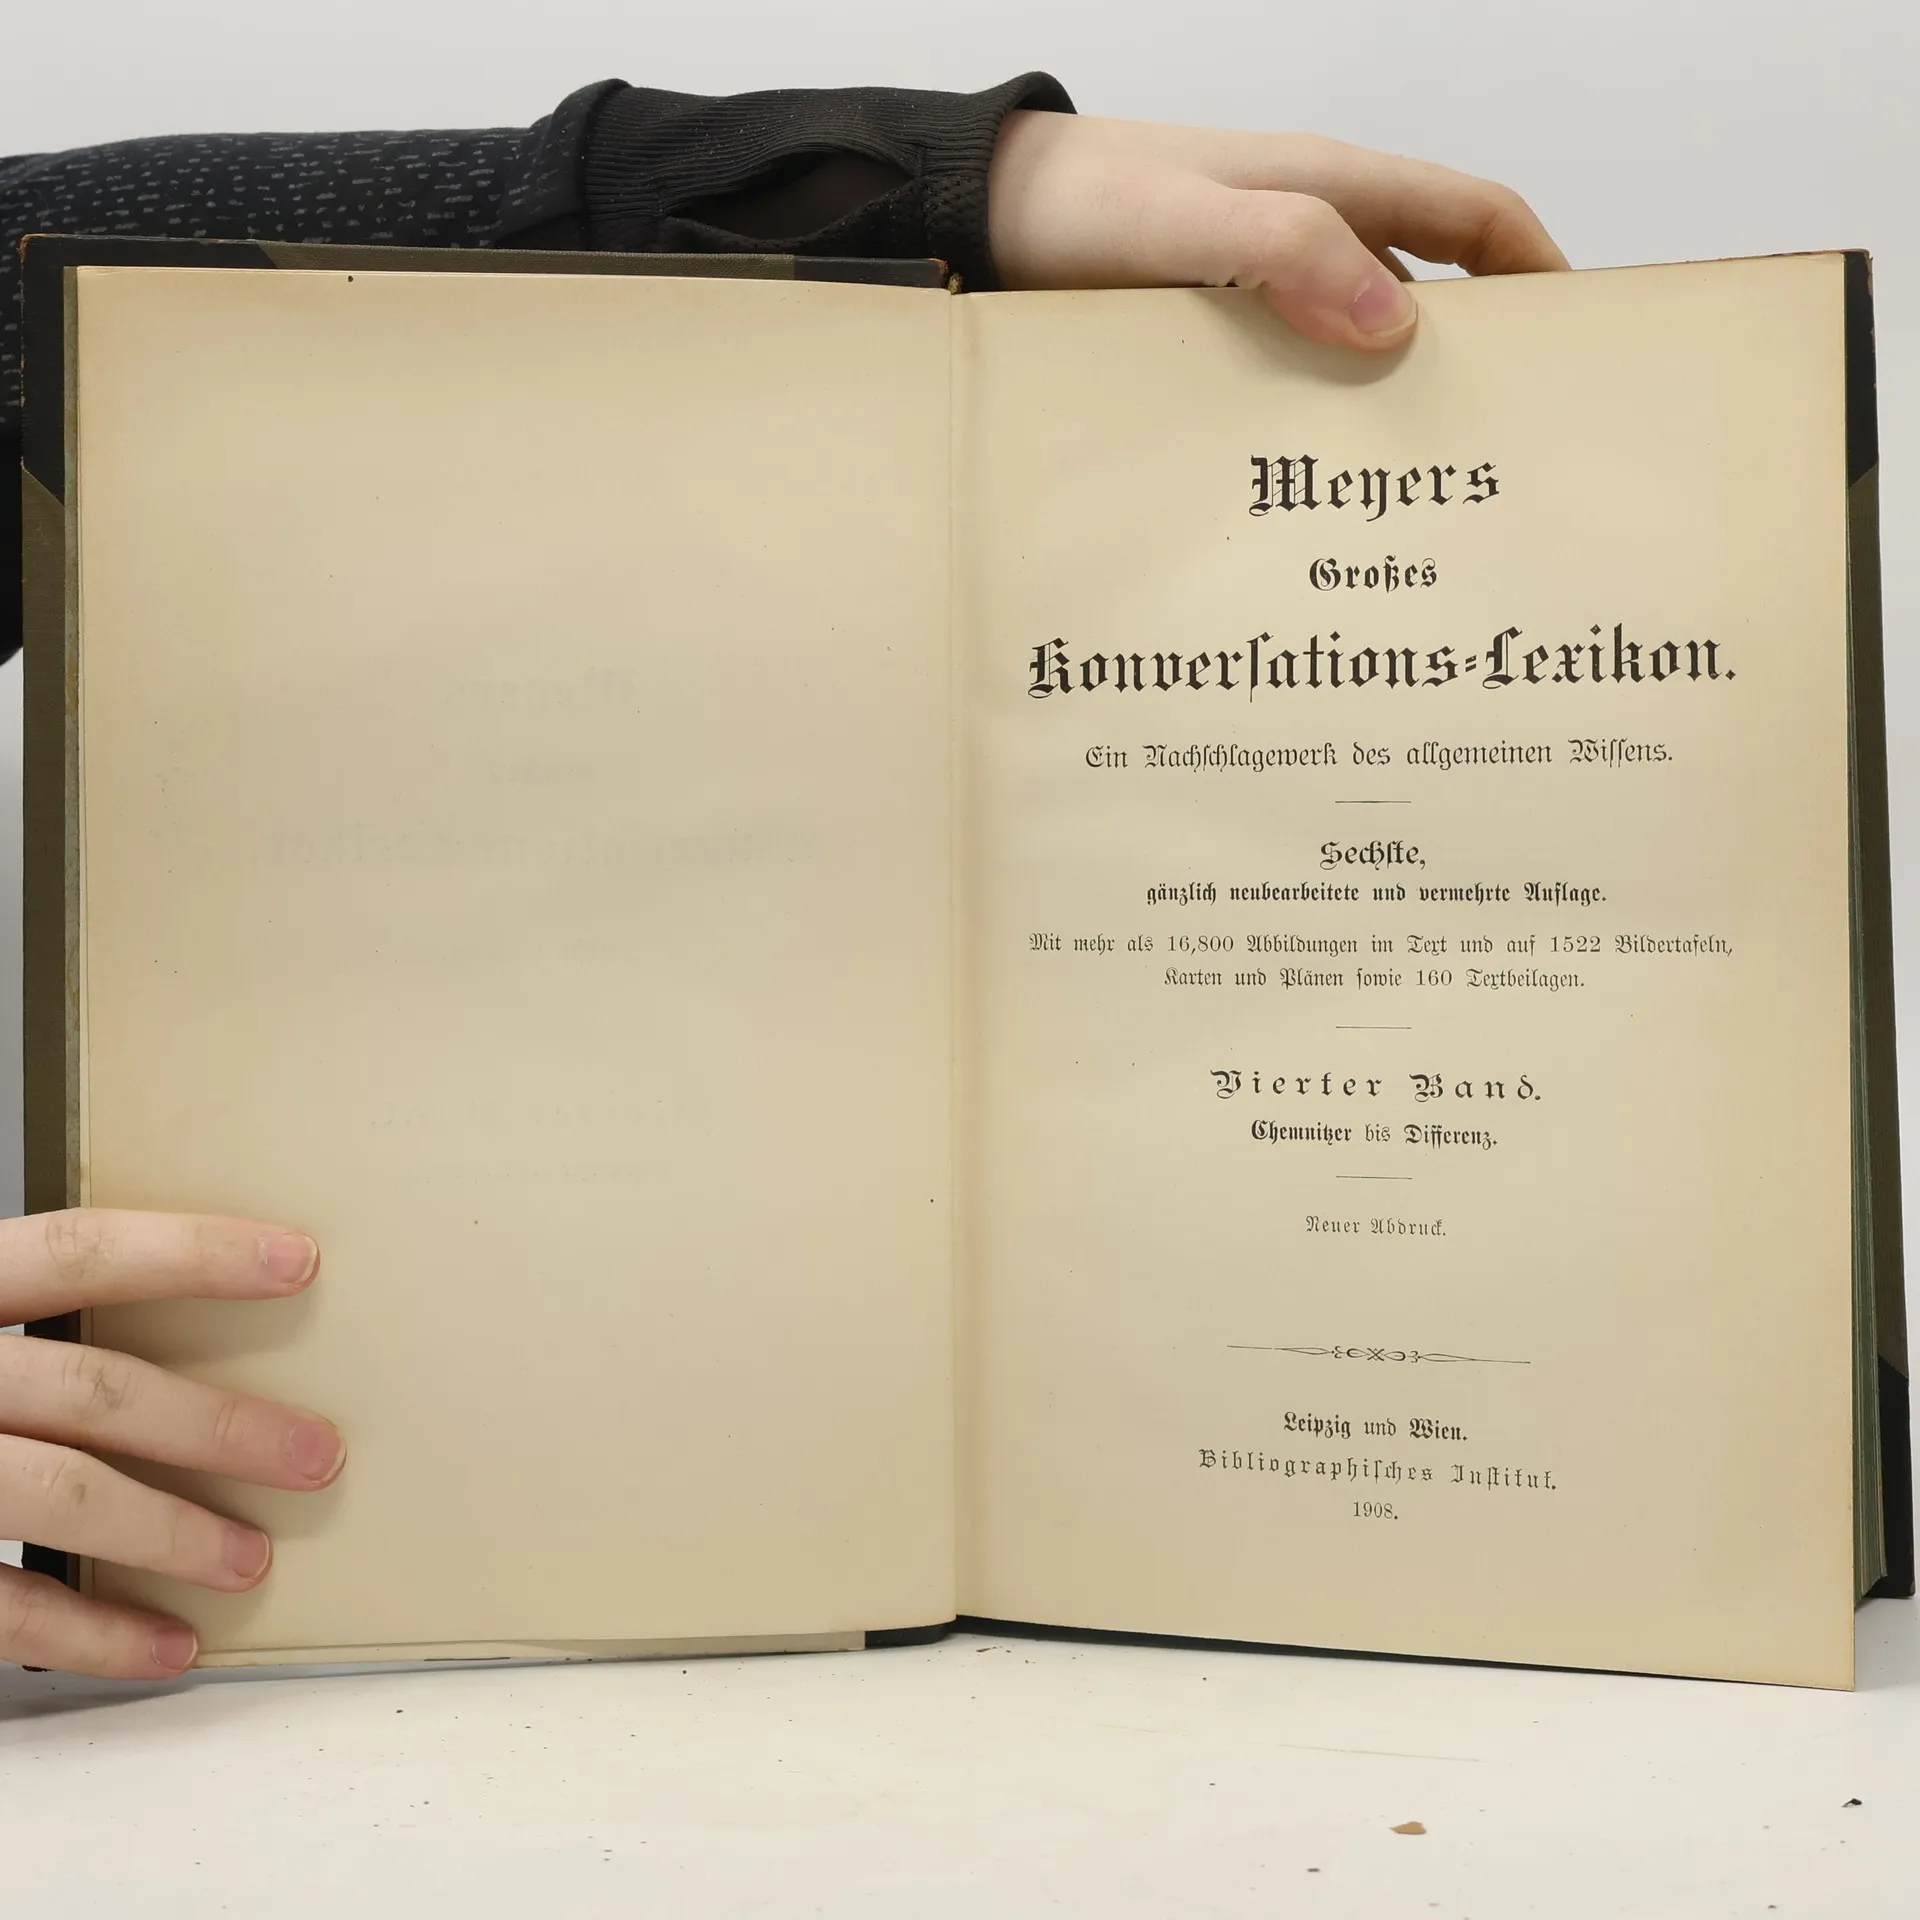 Meyers
Großes
Konverſations-Lexikon.
Ein Nachſchlagewerk des allgemeinen Wiſſens.
Sechſte,
gänzlich neubearbeitete und vermehrte Auflage.
Mit mehr als 16,800 Abbildungen im Text und auf 1522 Bildertafeln,
Karten und Plänen ſowie 160 Textbeilagen.
Vierter Band.
Chemnitzer bis Differenz.
Neuer Abdruck.
Leipzig und Wien.
Bibliographiſches Inſtitut.
1908.